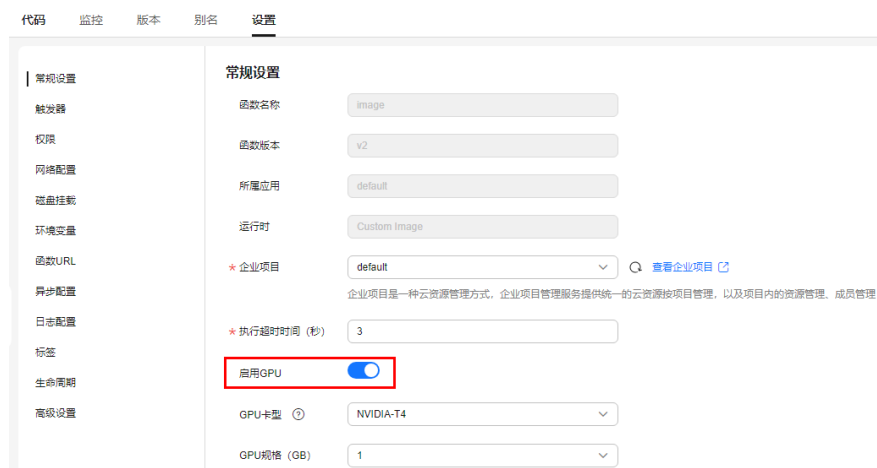 代码 监控 版本 别名 设置
常规设置
触发器
权限
网络配置
磁盘挂载
环境变量
函数URL
异步配置
日志配置
标签
生命周期
高级设置
常规设置
函数名称 image
函数版本 v2
所属应用 default
运行时 Custom Image
* 企业项目 default 查看企业项目
企业项目是一种云资源管理方式，企业项目管理服务提供统一的云资源按项目管理，以及项目内的资源管理、成员管理
* 执行超时时间（秒） 3
启用GPU
GPU卡型 ? NVIDIA-T4
GPU规格（GB） 1